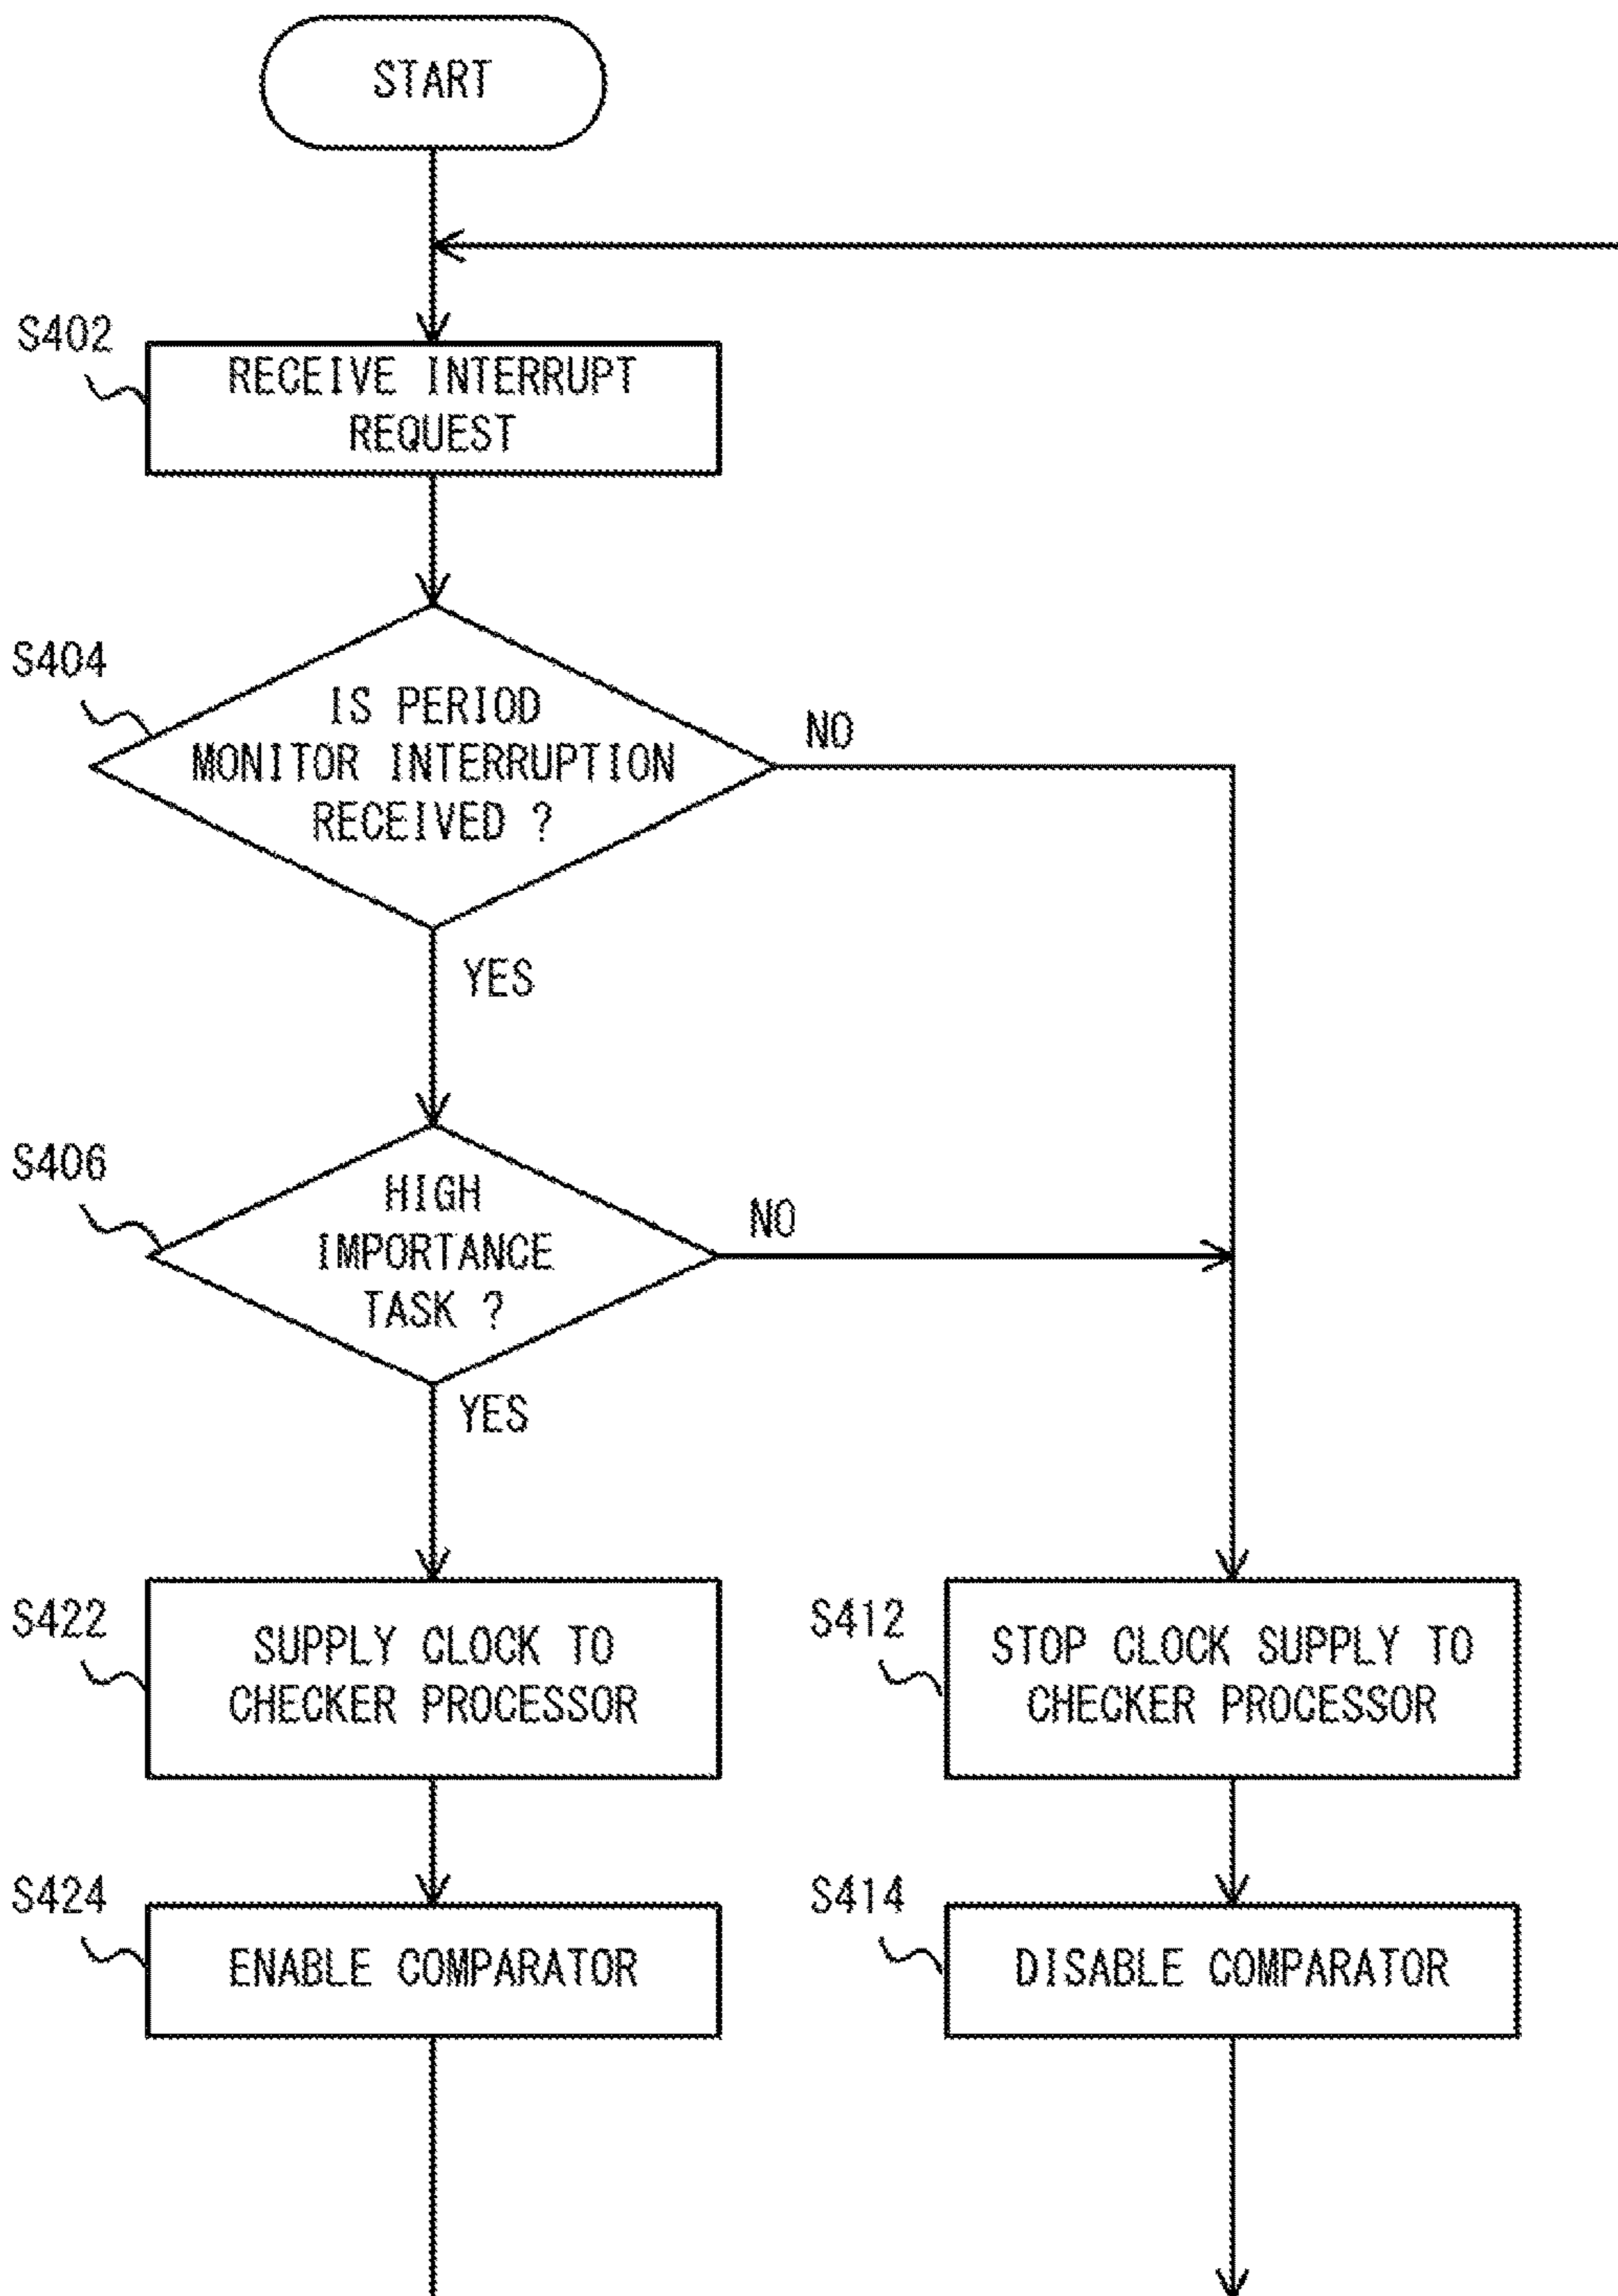 START
S402
RECEIVE INTERRUPT
REQUEST
S404
IS PERIOD
MONITOR INTERRUPTION
RECEIVED ?
NO
YES
S406
HIGH
IMPORTANCE
TASK ?
NO
YES
S422
SUPPLY CLOCK TO
CHECKER PROCESSOR
S412
STOP CLOCK SUPPLY TO
CHECKER PROCESSOR
S424
ENABLE COMPARATOR
S414
DISABLE COMPARATOR